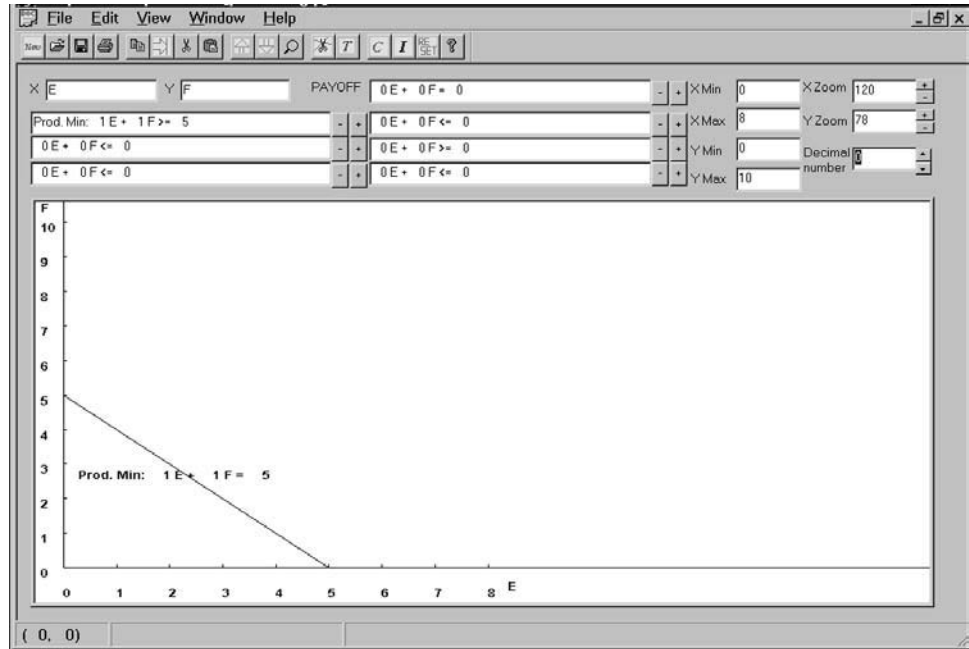 File Edit View Window Help
New T C I RE SET ?
X E Y F PAYOFF 0 E + 0 F = 0 - + X Min 0 X Zoom 120 + -
Prod. Min: 1 E + 1 F >= 5 - + 0 E + 0 F <= 0 - + X Max 8 Y Zoom 78 + -
0 E + 0 F <= 0 - + 0 E + 0 F >= 0 - + Y Min 0 Decimal number 0
0 E + 0 F <= 0 - + 0 E + 0 F <= 0 - + Y Max 10
F
10
9
8
7
6
5
4
3
Prod. Min: 1 E + 1 F = 5
2
1
0
0 1 2 3 4 5 6 7 8 E
( 0, 0)